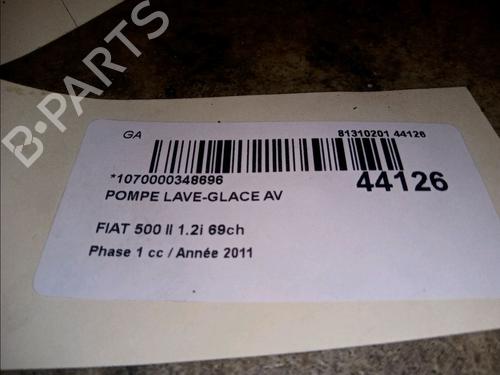 B-PARTS
GA
81310201 44126
*1070000348696
44126
POMPE LAVE-GLACE AV
FIAT 500 II 1.2i 69ch
Phase 1 cc / Année 2011